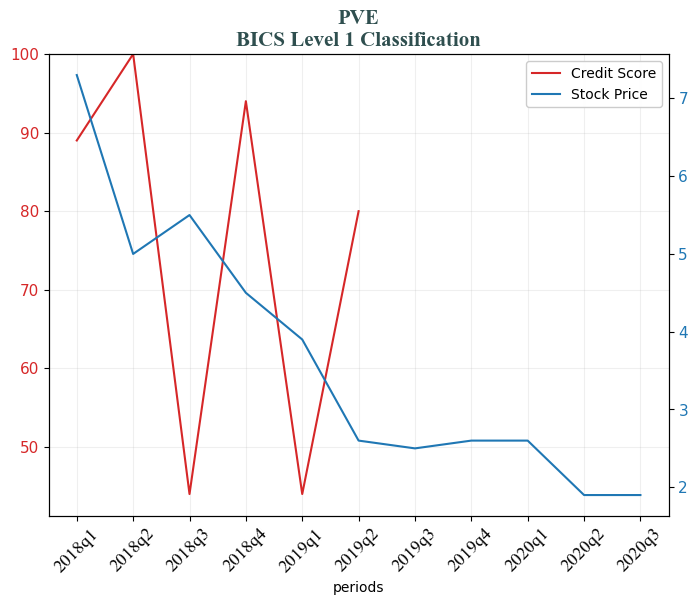 PVE
BICS Level 1 Classification
Credit Score
Stock Price
100
90
80
70
60
50
7
6
5
4
3
2
2018q1
2018q2
2018q3
2018q4
2019q1
2019q2
2019q3
2019q4
2020q1
2020q2
2020q3
periods